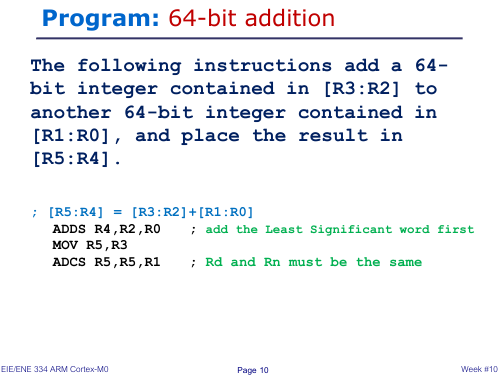 Program: 64-bit addition
The following instructions add a 64-
bit integer contained in [R3:R2] to
another 64-bit integer contained in
[R1:R0], and place the result in
[R5:R4].
; [R5:R4] = [R3:R2]+[R1:R0]
ADDS R4,R2,R0 ; add the Least Significant word first
MOV R5,R3
ADCS R5,R5,R1 ; Rd and Rn must be the same
EIE/ENE 334 ARM Cortex-M0 Page 10 Week #10